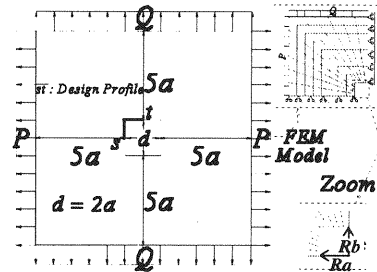 Q
Q
P
st : Design Profile 5a
t
s d
P P FEM
5a 5a Model
Zoom
d = 2a 5a
Rb
Ra
Q